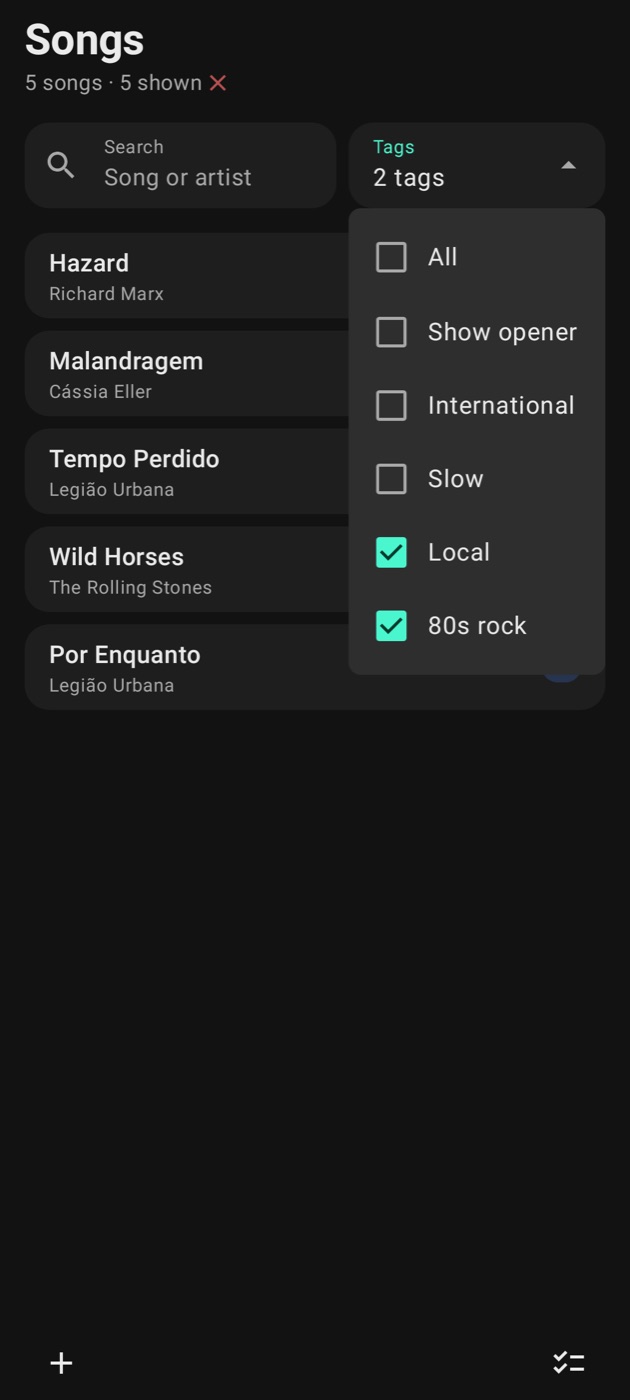 Songs
5 songs · 5 shown
Search
Song or artist
Tags
2 tags
All
Show opener
International
Slow
Local
80s rock
Hazard
Richard Marx
Malandragem
Cássia Eller
Tempo Perdido
Legião Urbana
Wild Horses
The Rolling Stones
Por Enquanto
Legião Urbana